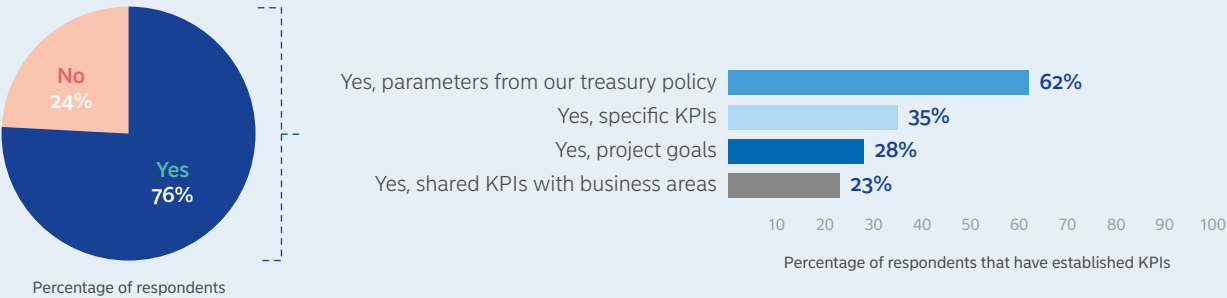 No
24%
Yes
76%
Percentage of respondents
Yes, parameters from our treasury policy 62%
Yes, specific KPIs 35%
Yes, project goals 28%
Yes, shared KPIs with business areas 23%
10 20 30 40 50 60 70 80 90 100
Percentage of respondents that have established KPIs